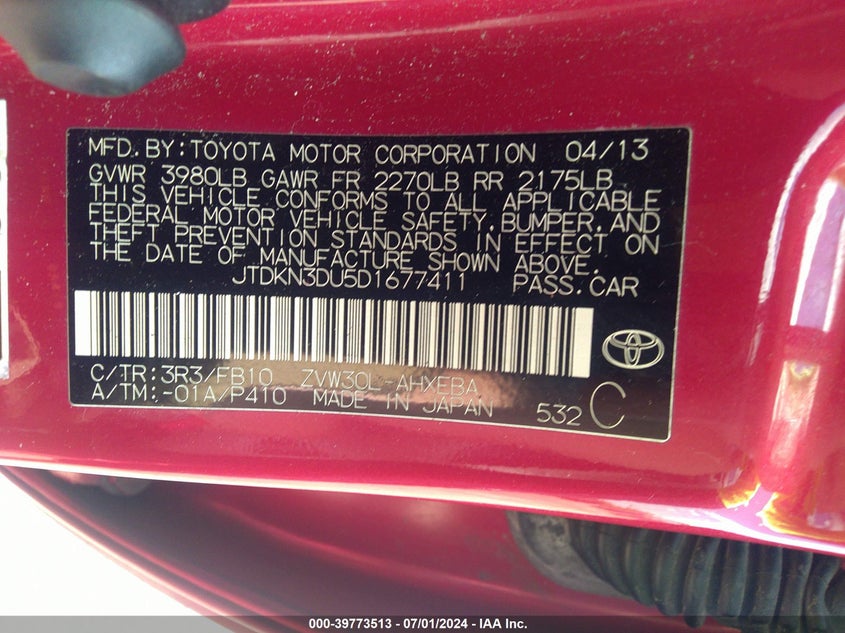 MFD.BY:TOYOTA MOTOR CORPORATION 04/13
GVWR 3980LB GAWR FR 2270LB RR 2175LB
THIS VEHICLE CONFORMS TO ALL APPLICABLE
FEDERAL MOTOR VEHICLE SAFETY,BUMPER,AND
THEFT PREVENTION STANDARDS IN EFFECT ON
THE DATE OF MANUFACTURE SHOWN ABOVE.
JTDKN3DU5D1677411 PASS.CAR
C/TR:3R3/FB10 ZVW30L-AHXEBA
A/TM:-01A/P410 MADE IN JAPAN 532 C
000-39773513 / 07/01/2024 - IAA Inc.